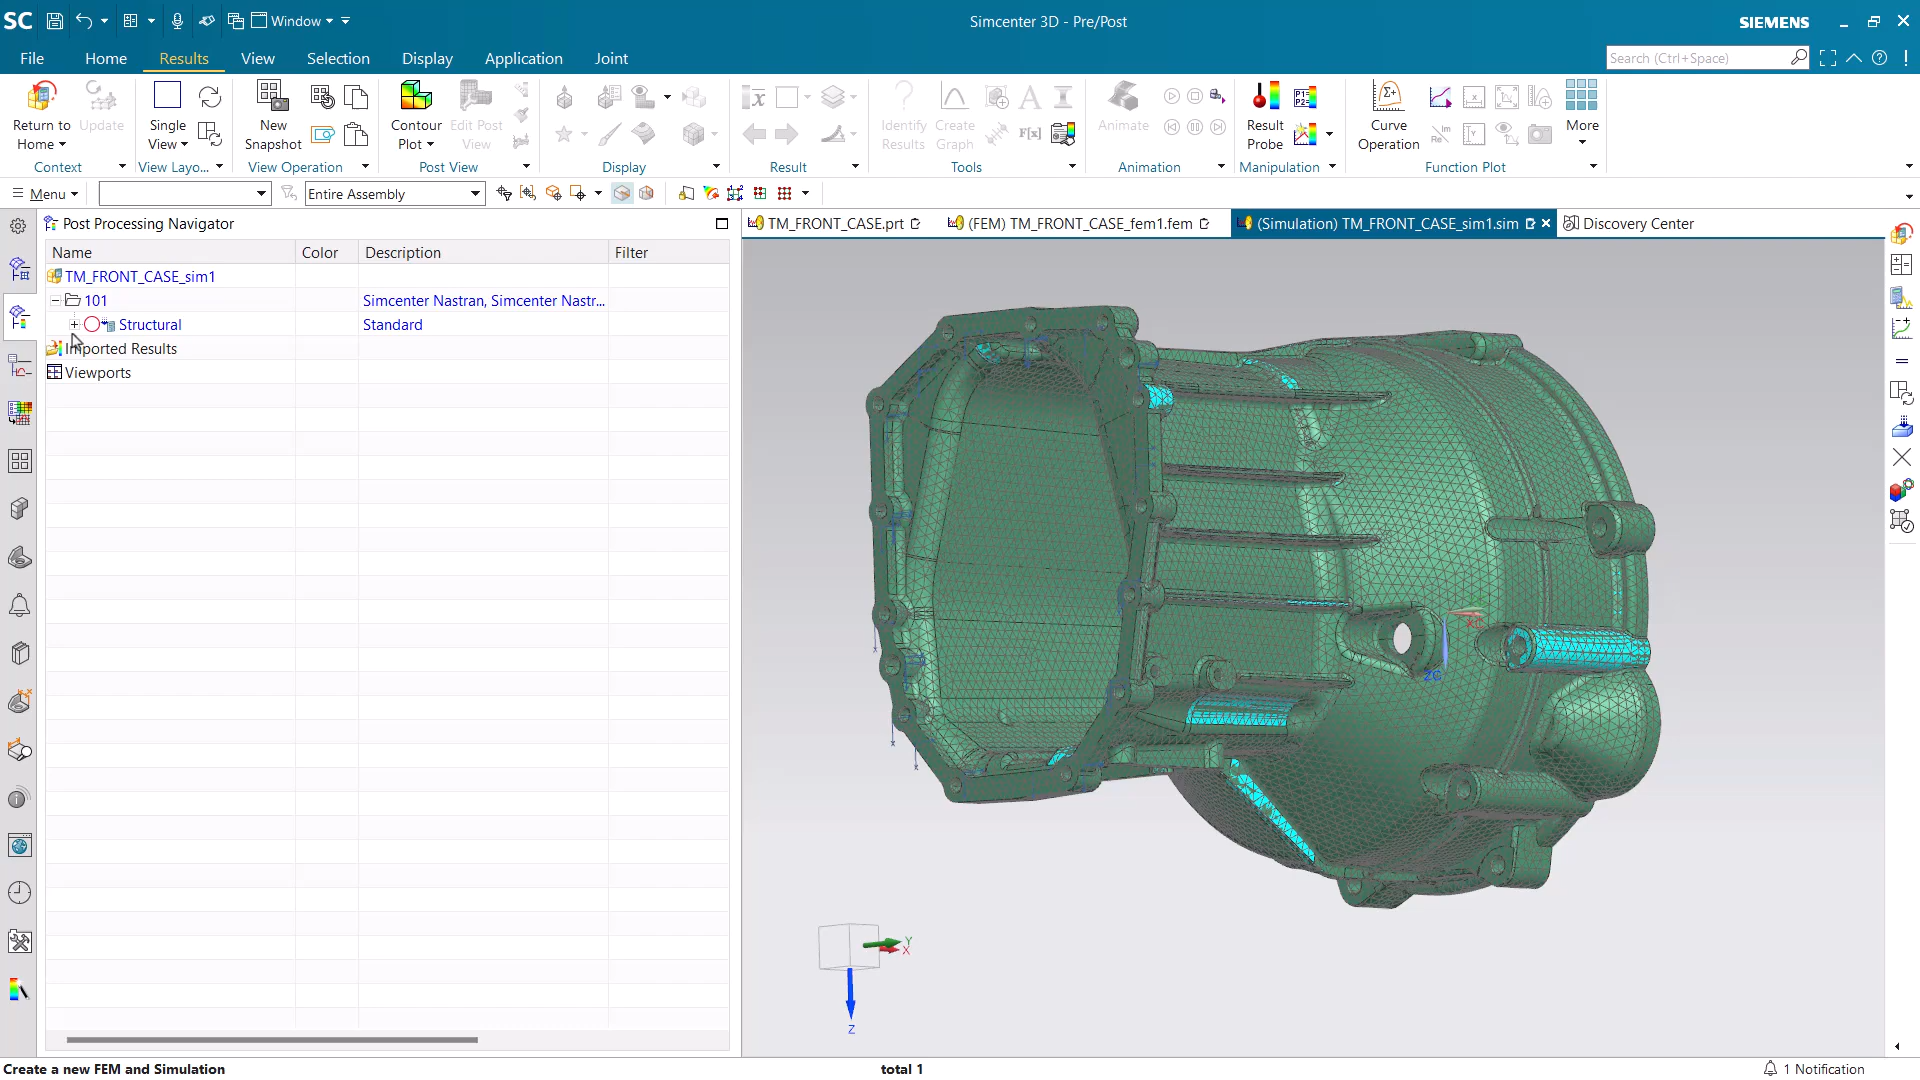 SC Window Simcenter 3D - Pre/Post SIEMENS
File Home Results View Selection Display Application Joint Search (Ctrl+Space)
Return to Home Update Single View New Snapshot Contour Plot Edit Post View Identify Results Create Graph Animate Result Probe Curve Operation More
Context View Layo... View Operation Post View Display Result Tools Animation Manipulation Function Plot
Menu Entire Assembly
Post Processing Navigator TM_FRONT_CASE.prt (FEM) TM_FRONT_CASE_fem1.fem (Simulation) TM_FRONT_CASE_sim1.sim Discovery Center
Name Color Description Filter
TM_FRONT_CASE_sim1
101 Simcenter Nastran, Simcenter Nastr...
Structural Standard
Imported Results
Viewports
ZC
Y
X
Z
Create a new FEM and Simulation total 1 1 Notification